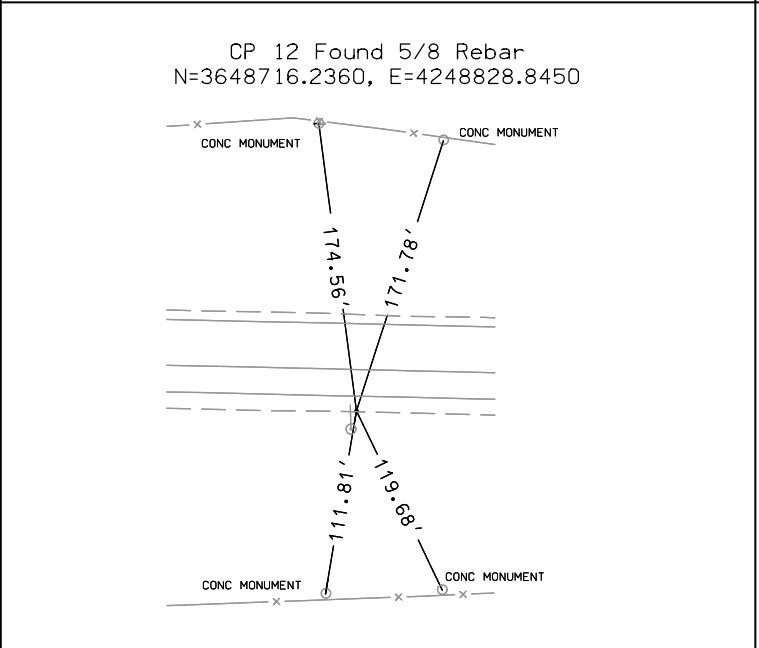 CP 12 Found 5/8 Rebar
N=3648716.2360, E=4248828.8450
CONC MONUMENT
CONC MONUMENT
174.56'
171.78'
111.81'
119.68'
CONC MONUMENT
CONC MONUMENT